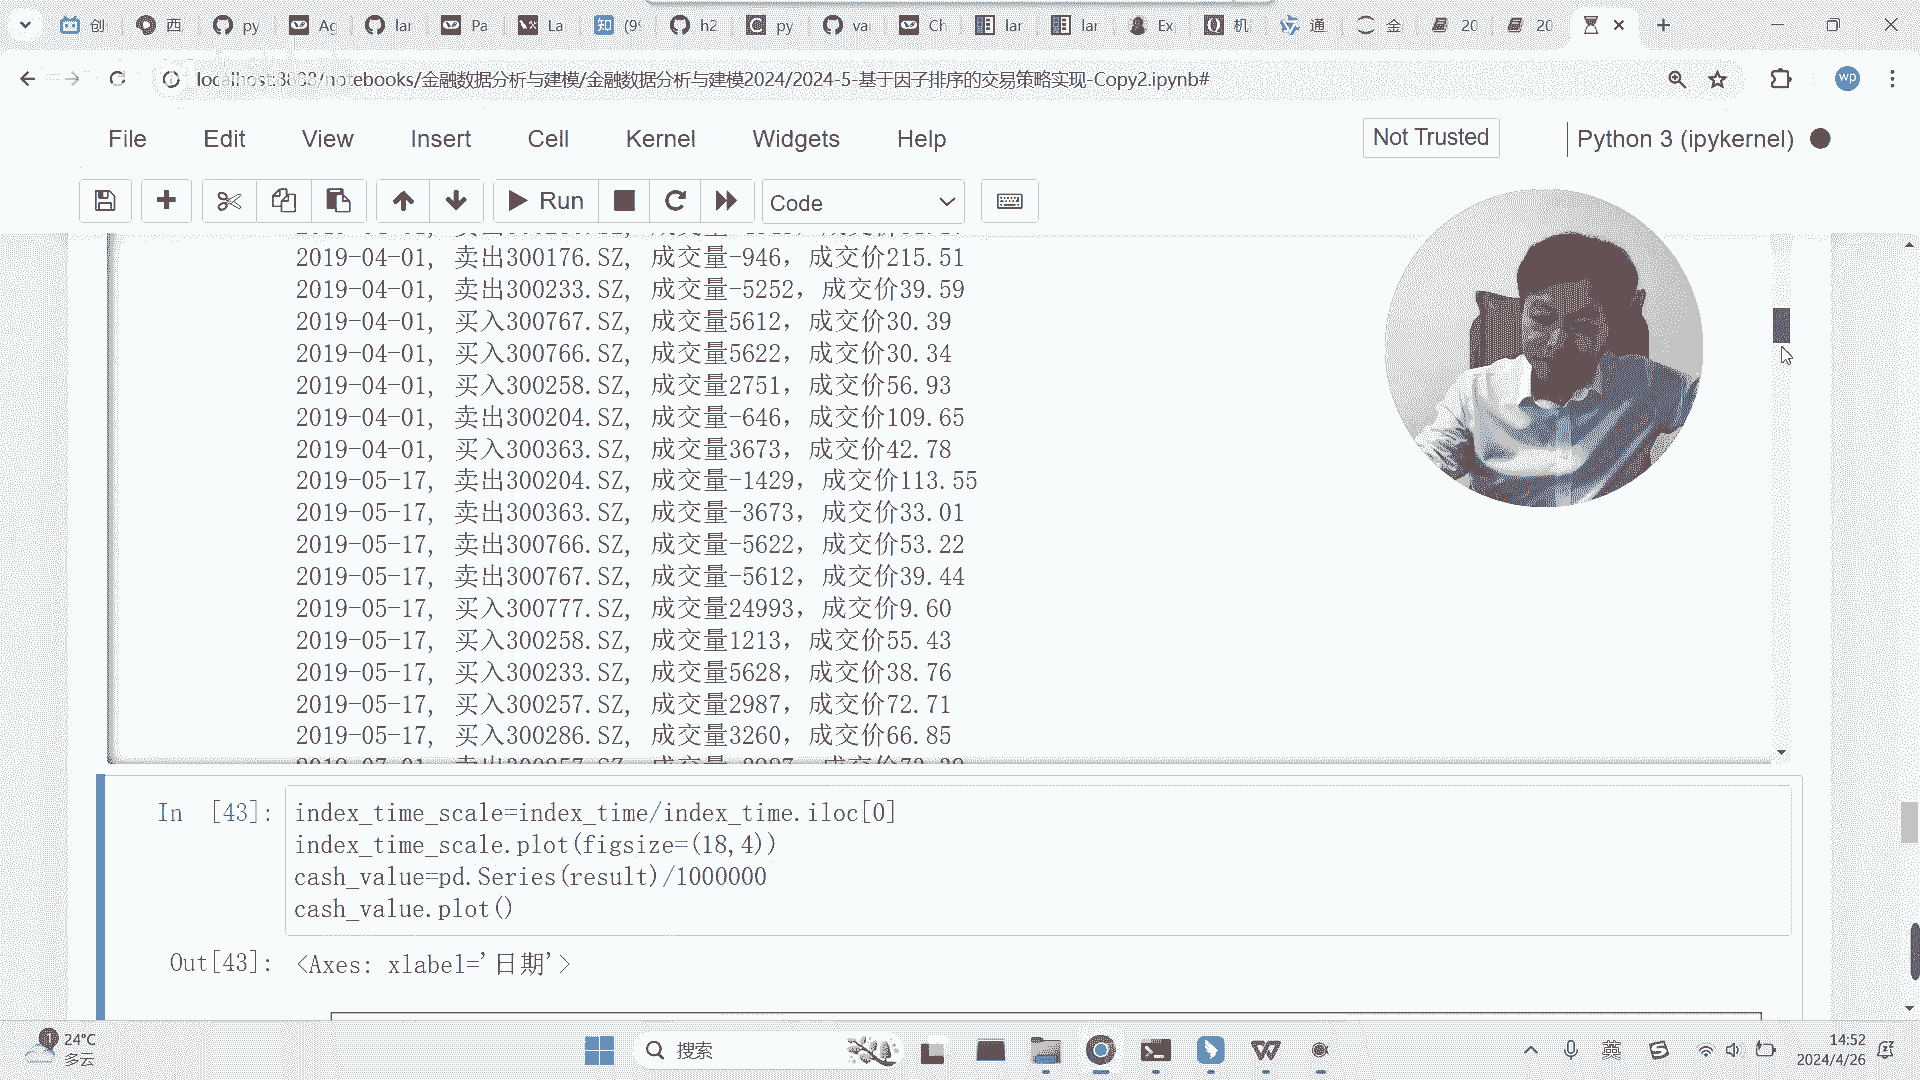 创 西 py Ag lar Pa La (99 h2 py va Ch lar lar Ex 机 通 金 20 20
localhost:8888/notebooks/金融数据分析与建模/金融数据分析与建模2024/2024-5-基于因子排序的交易策略实现-Copy2.ipynb#
wp
File Edit View Insert Cell Kernel Widgets Help
Not Trusted
Python 3 (ipykernel)
Run
Code
2019-04-01, 卖出300176.SZ, 成交量-946，成交价215.51
2019-04-01, 卖出300233.SZ, 成交量-5252，成交价39.59
2019-04-01, 买入300767.SZ, 成交量5612，成交价30.39
2019-04-01, 买入300766.SZ, 成交量5622，成交价30.34
2019-04-01, 买入300258.SZ, 成交量2751，成交价56.93
2019-04-01, 卖出300204.SZ, 成交量-646，成交价109.65
2019-04-01, 买入300363.SZ, 成交量3673，成交价42.78
2019-05-17, 卖出300204.SZ, 成交量-1429，成交价113.55
2019-05-17, 卖出300363.SZ, 成交量-3673，成交价33.01
2019-05-17, 卖出300766.SZ, 成交量-5622，成交价53.22
2019-05-17, 卖出300767.SZ, 成交量-5612，成交价39.44
2019-05-17, 买入300777.SZ, 成交量24993，成交价9.60
2019-05-17, 买入300258.SZ, 成交量1213，成交价55.43
2019-05-17, 买入300233.SZ, 成交量5628，成交价38.76
2019-05-17, 买入300257.SZ, 成交量2987，成交价72.71
2019-05-17, 买入300286.SZ, 成交量3260，成交价66.85
In [43]:
index_time_scale=index_time/index_time.iloc[0]
index_time_scale.plot(figsize=(18,4))
cash_value=pd.Series(result)/1000000
cash_value.plot()
Out[43]: <Axes: xlabel='日期'>
1
24°C
多云
搜索
英
14:52
2024/4/26